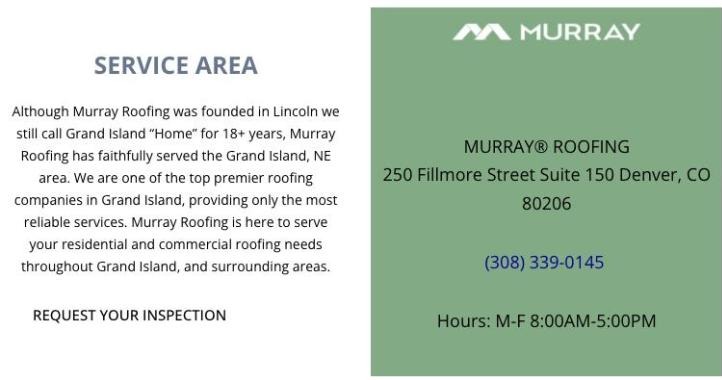 SERVICE AREA
Although Murray Roofing was founded in Lincoln we
still call Grand Island “Home” for 18+ years, Murray
Roofing has faithfully served the Grand Island, NE
area. We are one of the top premier roofing
companies in Grand Island, providing only the most
reliable services. Murray Roofing is here to serve
your residential and commercial roofing needs
throughout Grand Island, and surrounding areas.
REQUEST YOUR INSPECTION
MURRAY
MURRAY® ROOFING
250 Fillmore Street Suite 150 Denver, CO
80206
(308) 339-0145
Hours: M-F 8:00AM-5:00PM